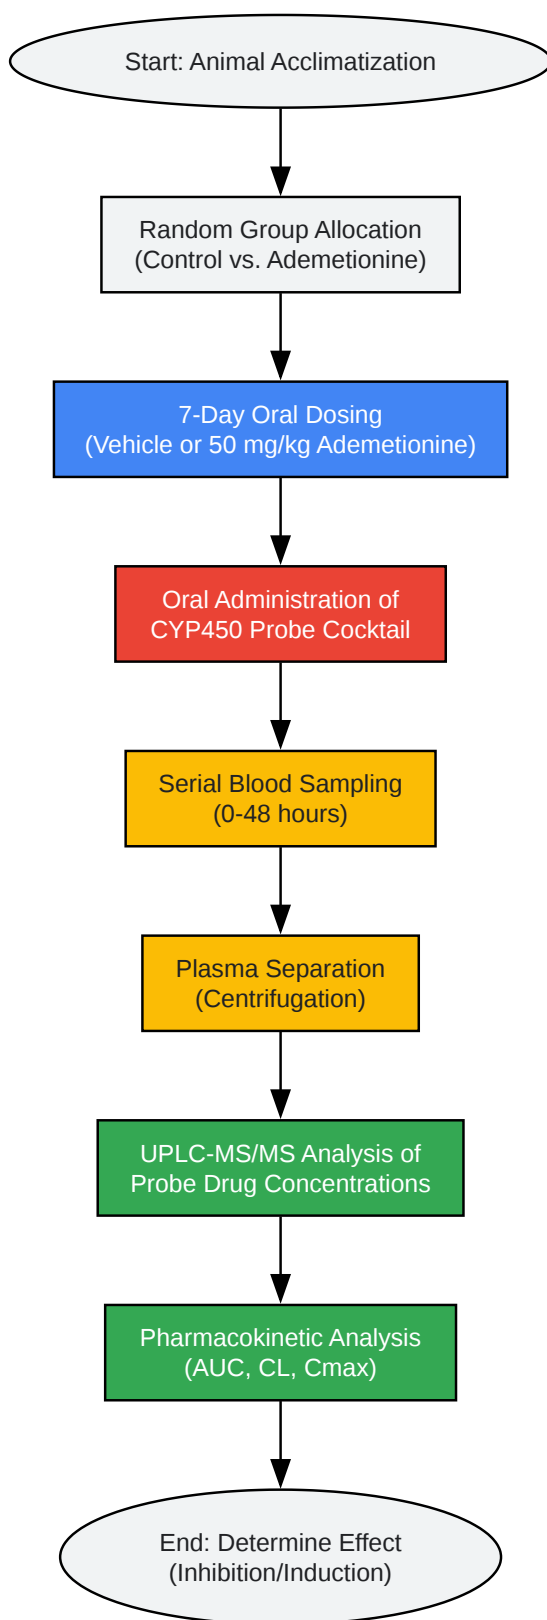 Start: Animal Acclimatization
Random Group Allocation
(Control vs. Ademetionine)
7-Day Oral Dosing
(Vehicle or 50 mg/kg Ademetionine)
Oral Administration of
CYP450 Probe Cocktail
Serial Blood Sampling
(0-48 hours)
Plasma Separation
(Centrifugation)
UPLC-MS/MS Analysis of
Probe Drug Concentrations
Pharmacokinetic Analysis
(AUC, CL, Cmax)
End: Determine Effect
(Inhibition/Induction)